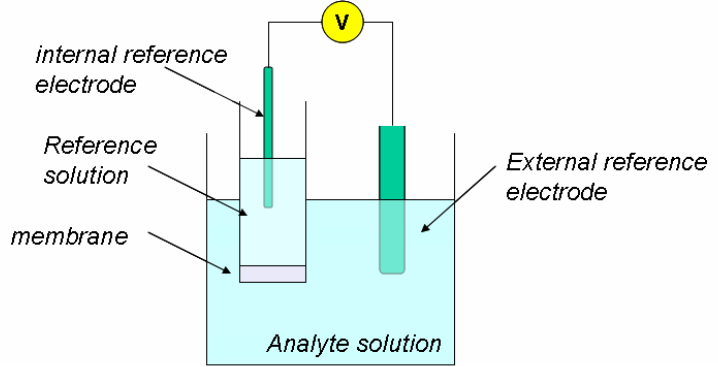 V
internal reference
electrode
Reference
solution
External reference
electrode
membrane
Analyte solution